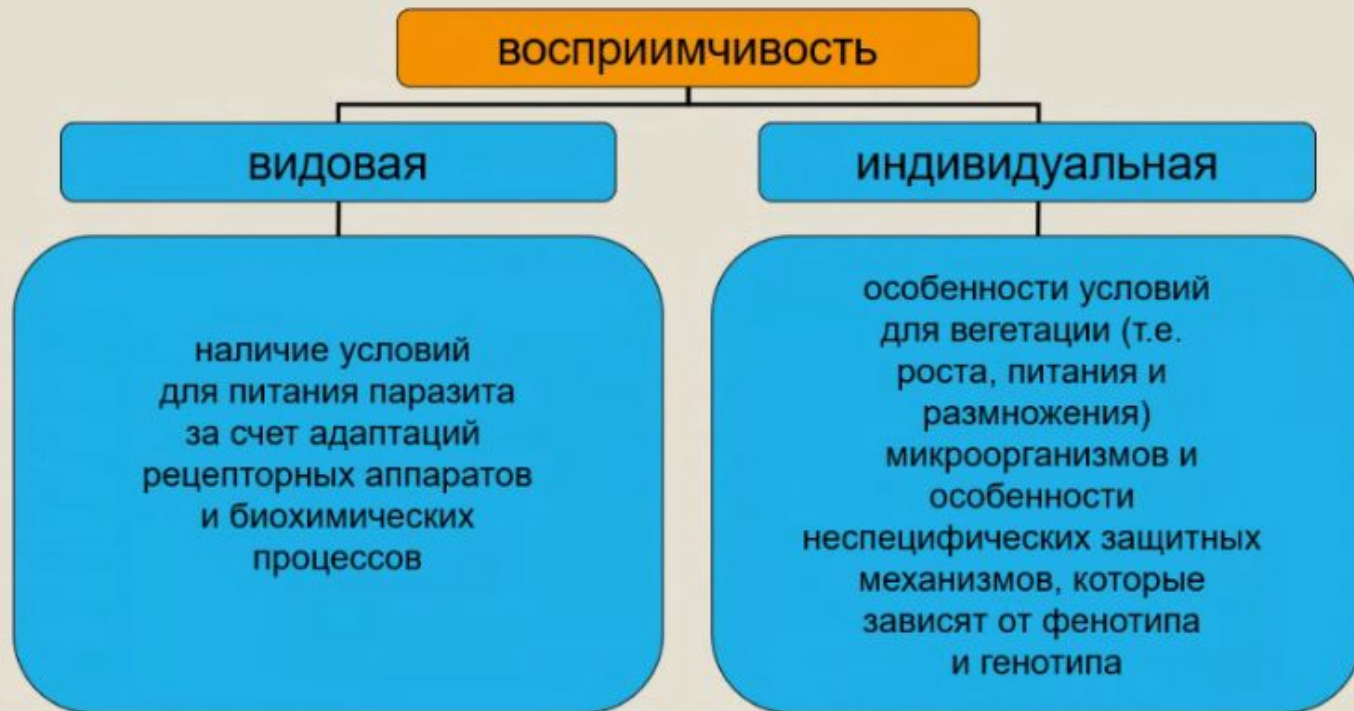 восприимчивость
видовая
индивидуальная
наличие условий
для питания паразита
за счет адаптаций
рецепторных аппаратов
и биохимических
процессов
особенности условий
для вегетации (т.е.
роста, питания и
размножения)
микроорганизмов и
особенности
неспецифических защитных
механизмов, которые
зависят от фенотипа
и генотипа